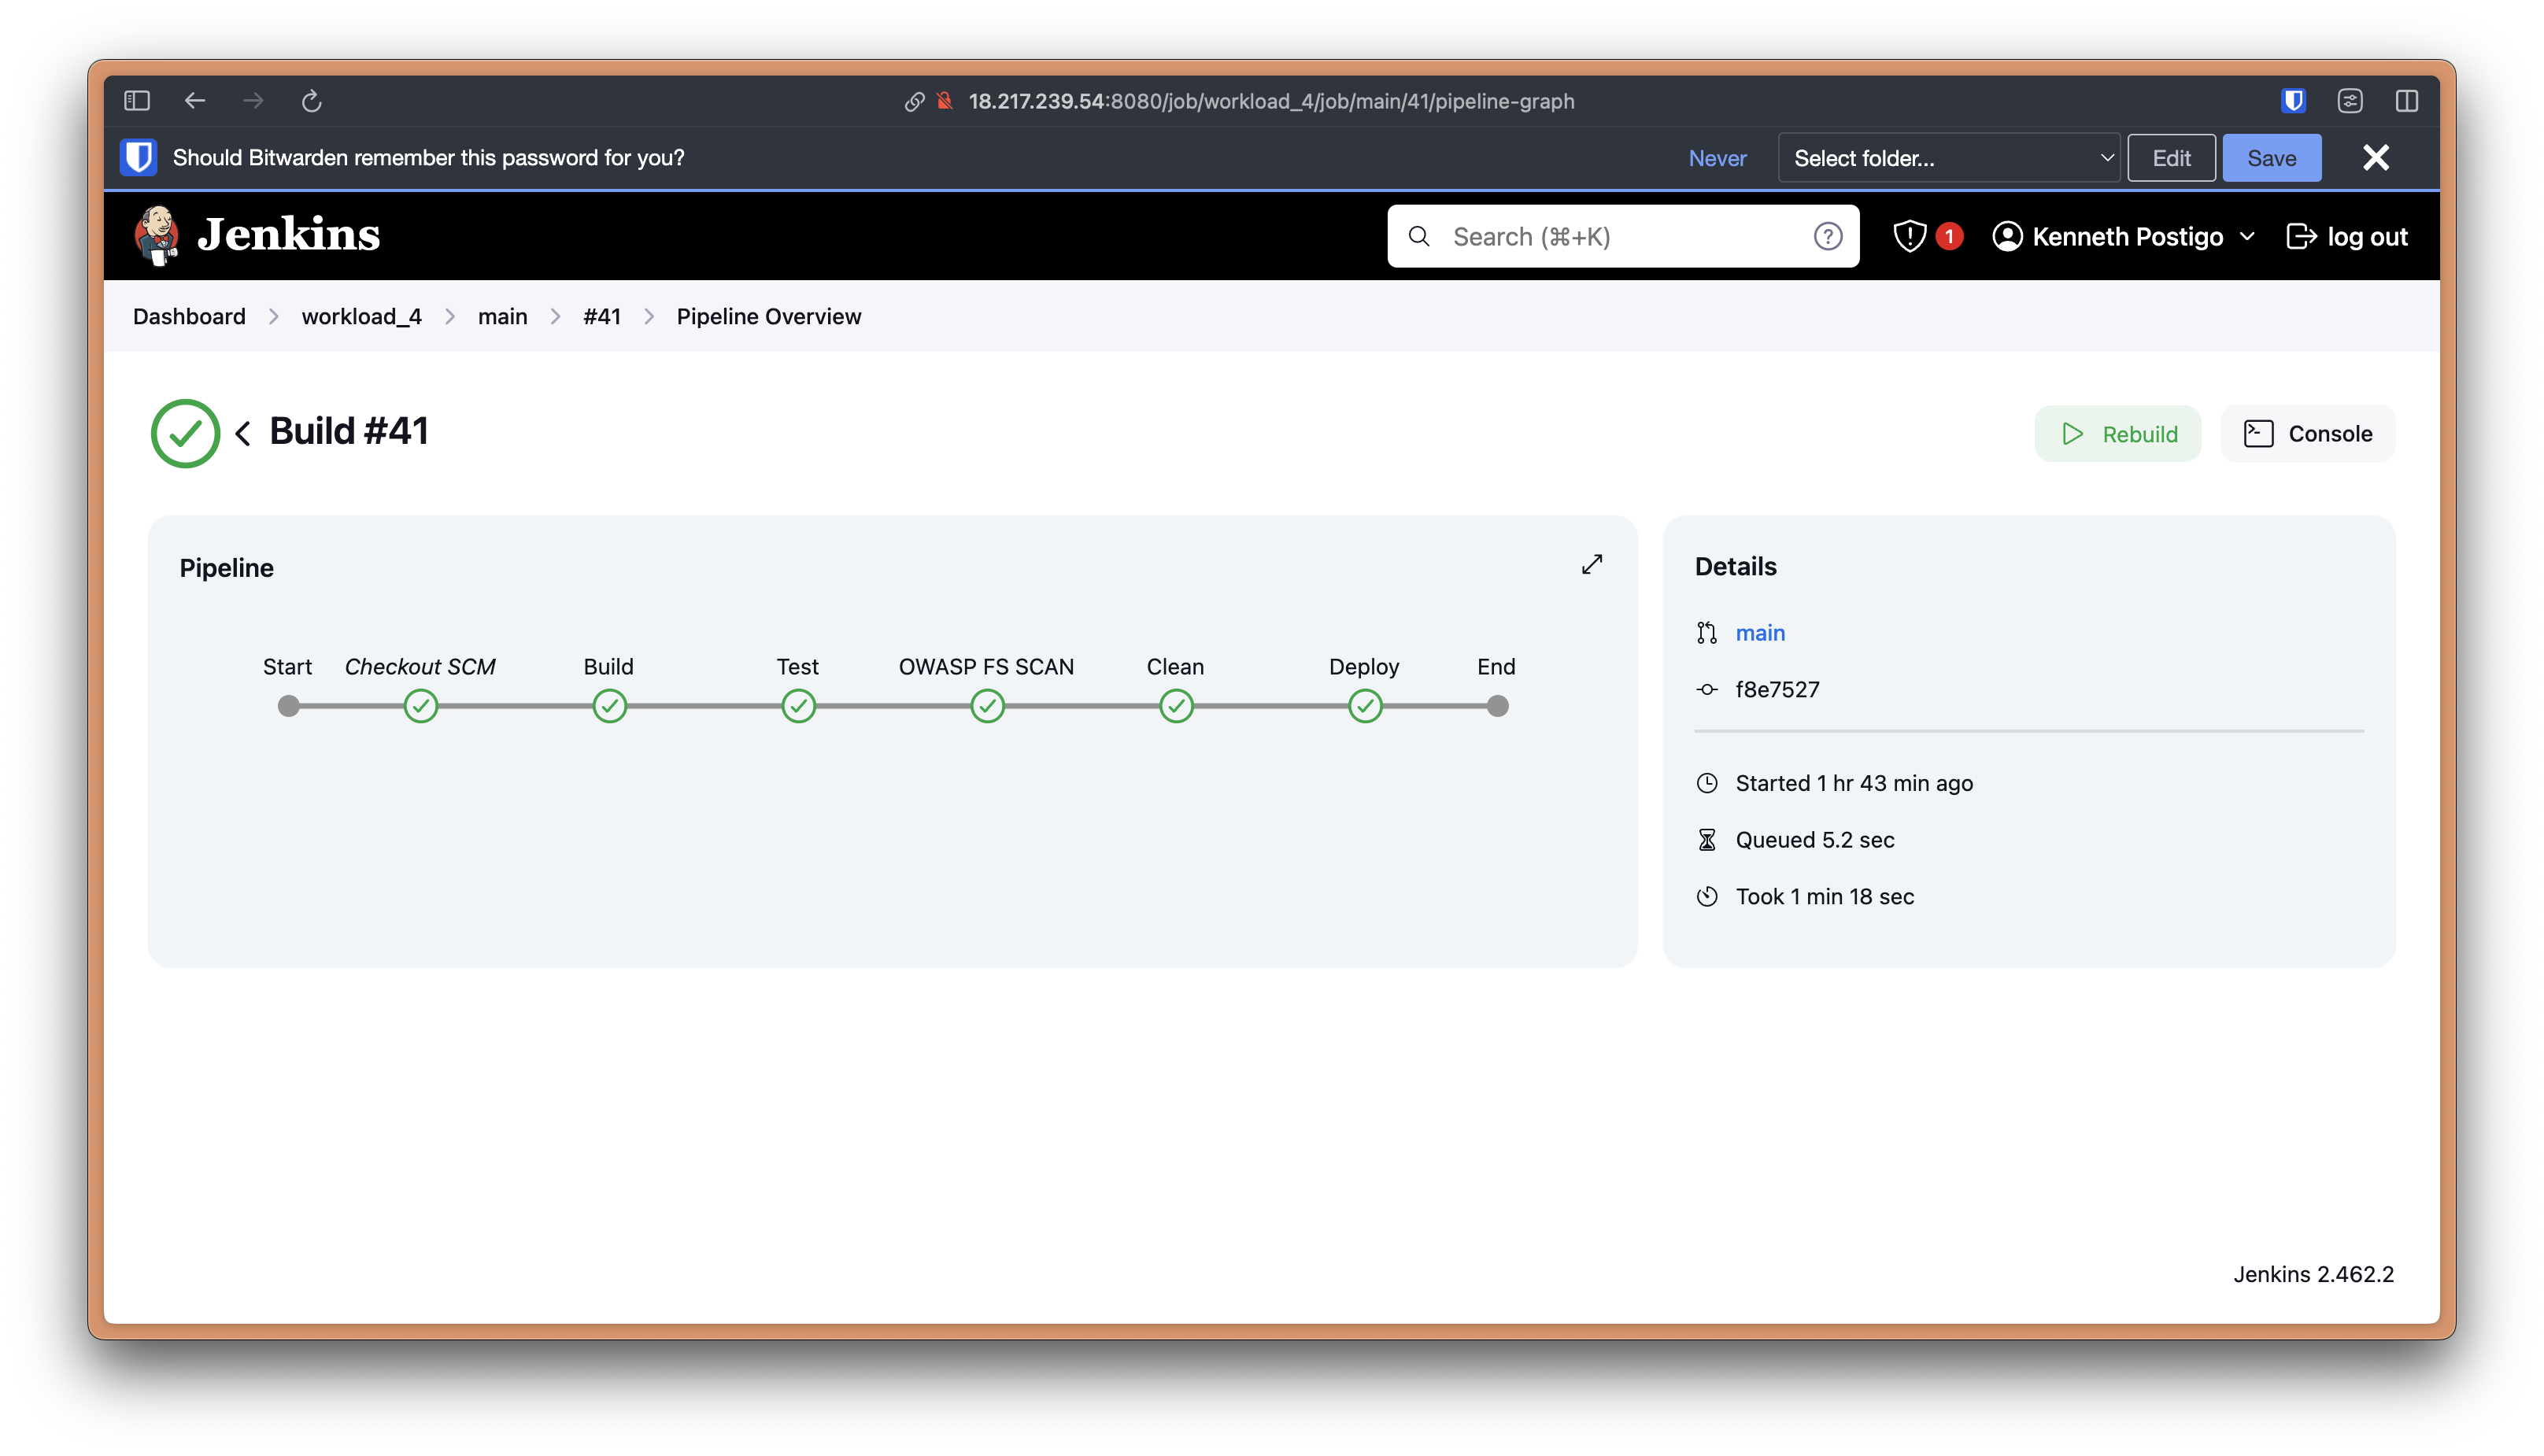 18.217.239.54:8080/job/workload_4/job/main/41/pipeline-graph
Should Bitwarden remember this password for you?
Never
Select folder...
Edit
Save
Jenkins
Search (⌘+K)
1
Kenneth Postigo
log out
Dashboard
workload_4
main
#41
Pipeline Overview
Build #41
Rebuild
Console
Pipeline
Start
Checkout SCM
Build
Test
OWASP FS SCAN
Clean
Deploy
End
Details
main
f8e7527
Started 1 hr 43 min ago
Queued 5.2 sec
Took 1 min 18 sec
Jenkins 2.462.2